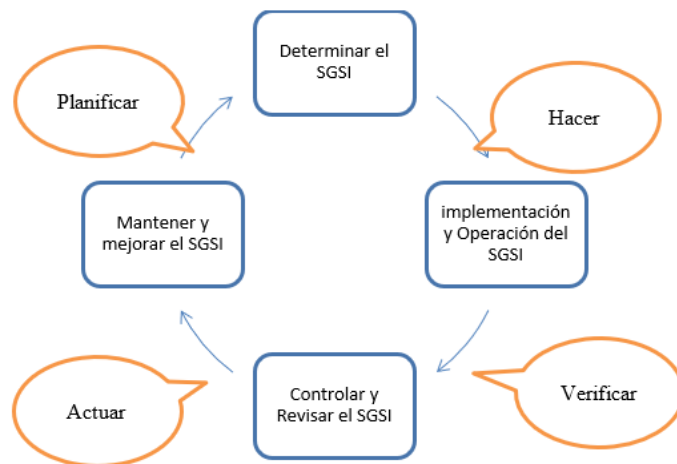 Determinar el
SGSI
Planificar
Hacer
Mantener y
mejorar el SGSI
implementación
y Operación del
SGSI
Controlar y
Revisar el SGSI
Actuar
Verificar